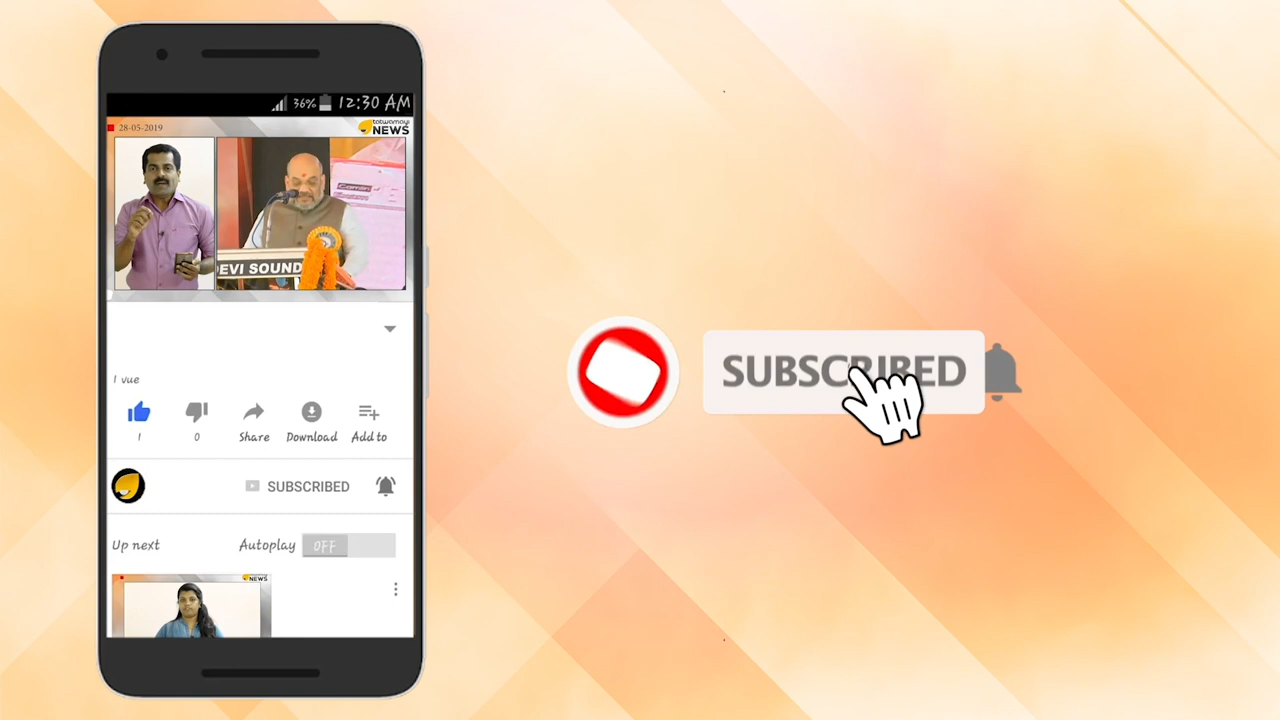 36% 12:30 AM
28-05-2019
tatwamayi
NEWS
DEVI SOUND
1 vue
1
0
Share
Download
Add to
SUBSCRIBED
Up next
Autoplay
OFF
NEWS
SUBSCRIBED